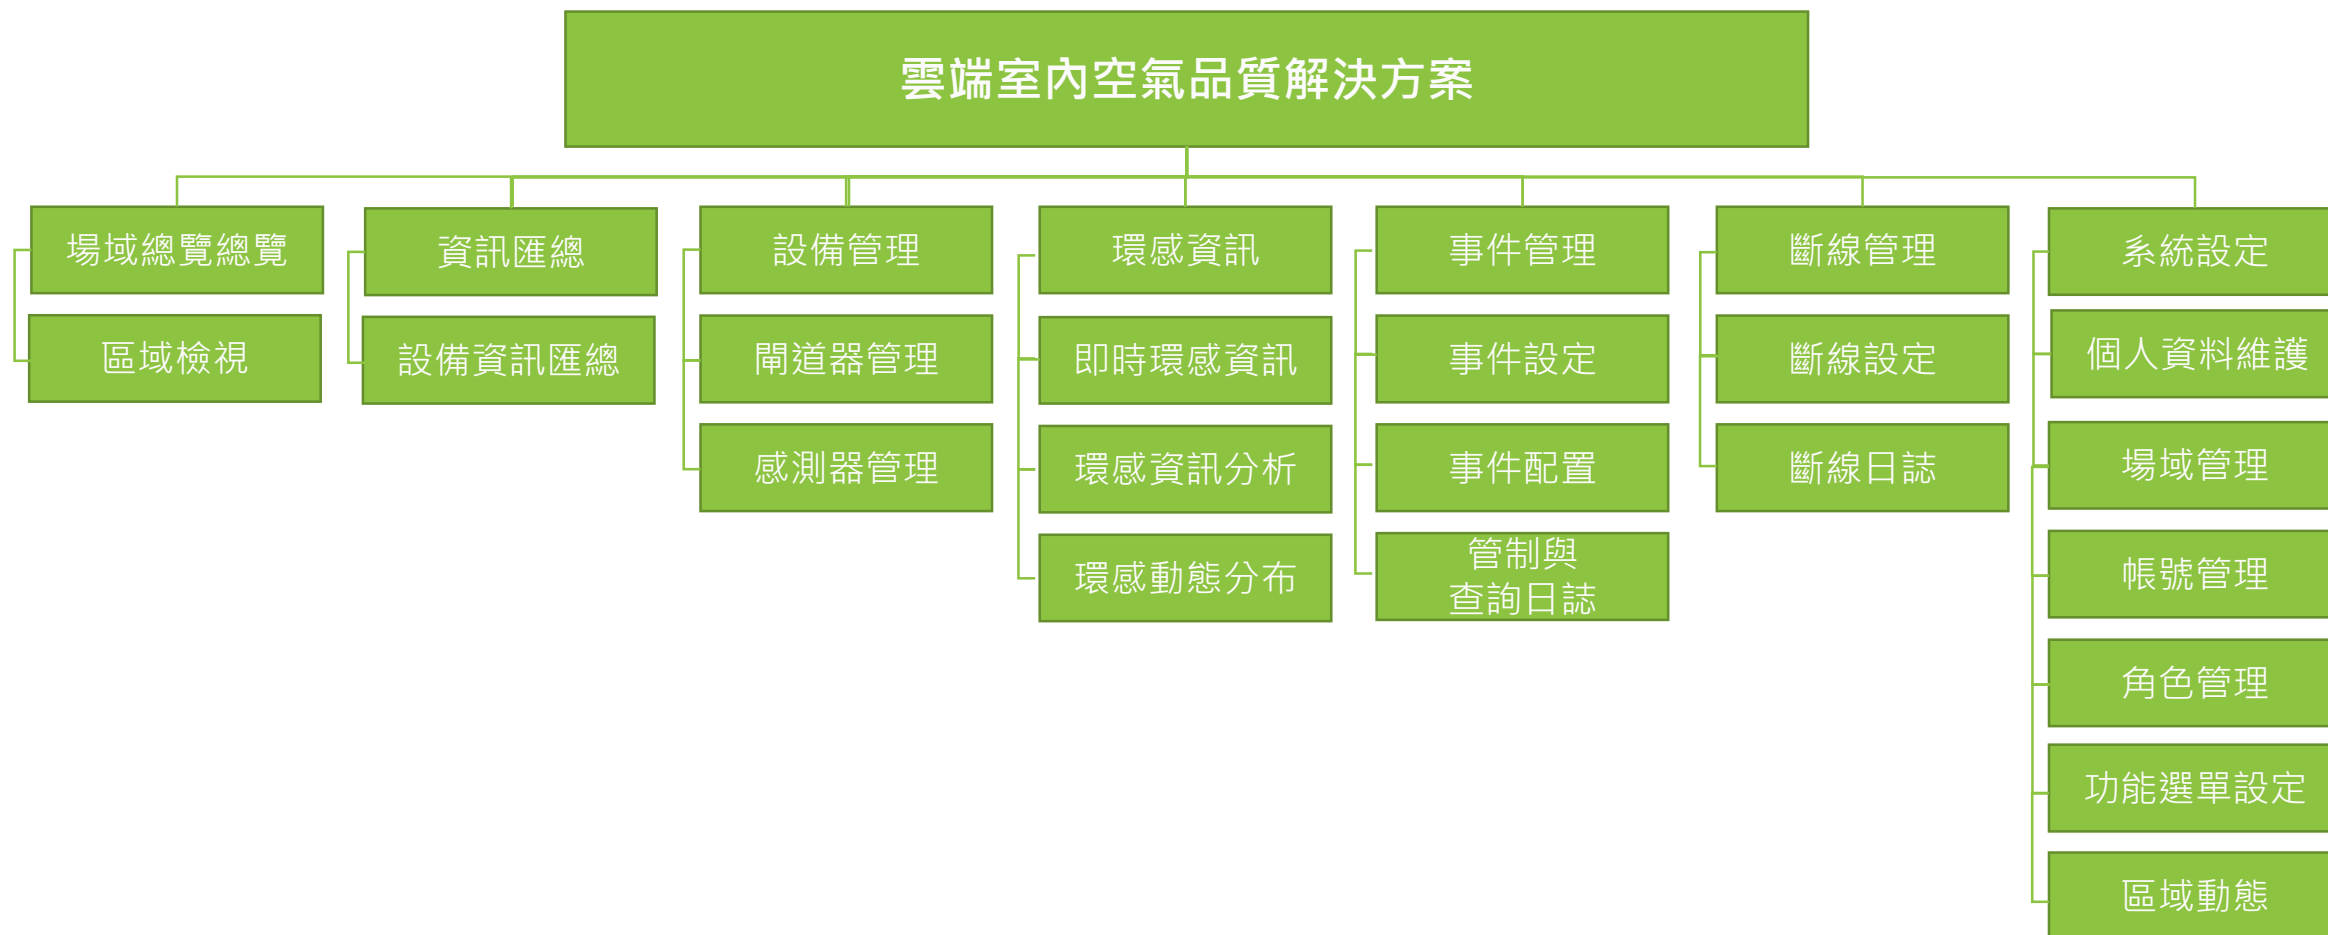 雲端室內空氣品質解決方案
場域總覽總覽
區域檢視
資訊匯總
設備資訊匯總
設備管理
閘道器管理
感測器管理
環感資訊
即時環感資訊
環感資訊分析
環感動態分布
事件管理
事件設定
事件配置
管制與
查詢日誌
斷線管理
斷線設定
斷線日誌
系統設定
個人資料維護
場域管理
帳號管理
角色管理
功能選單設定
區域動態